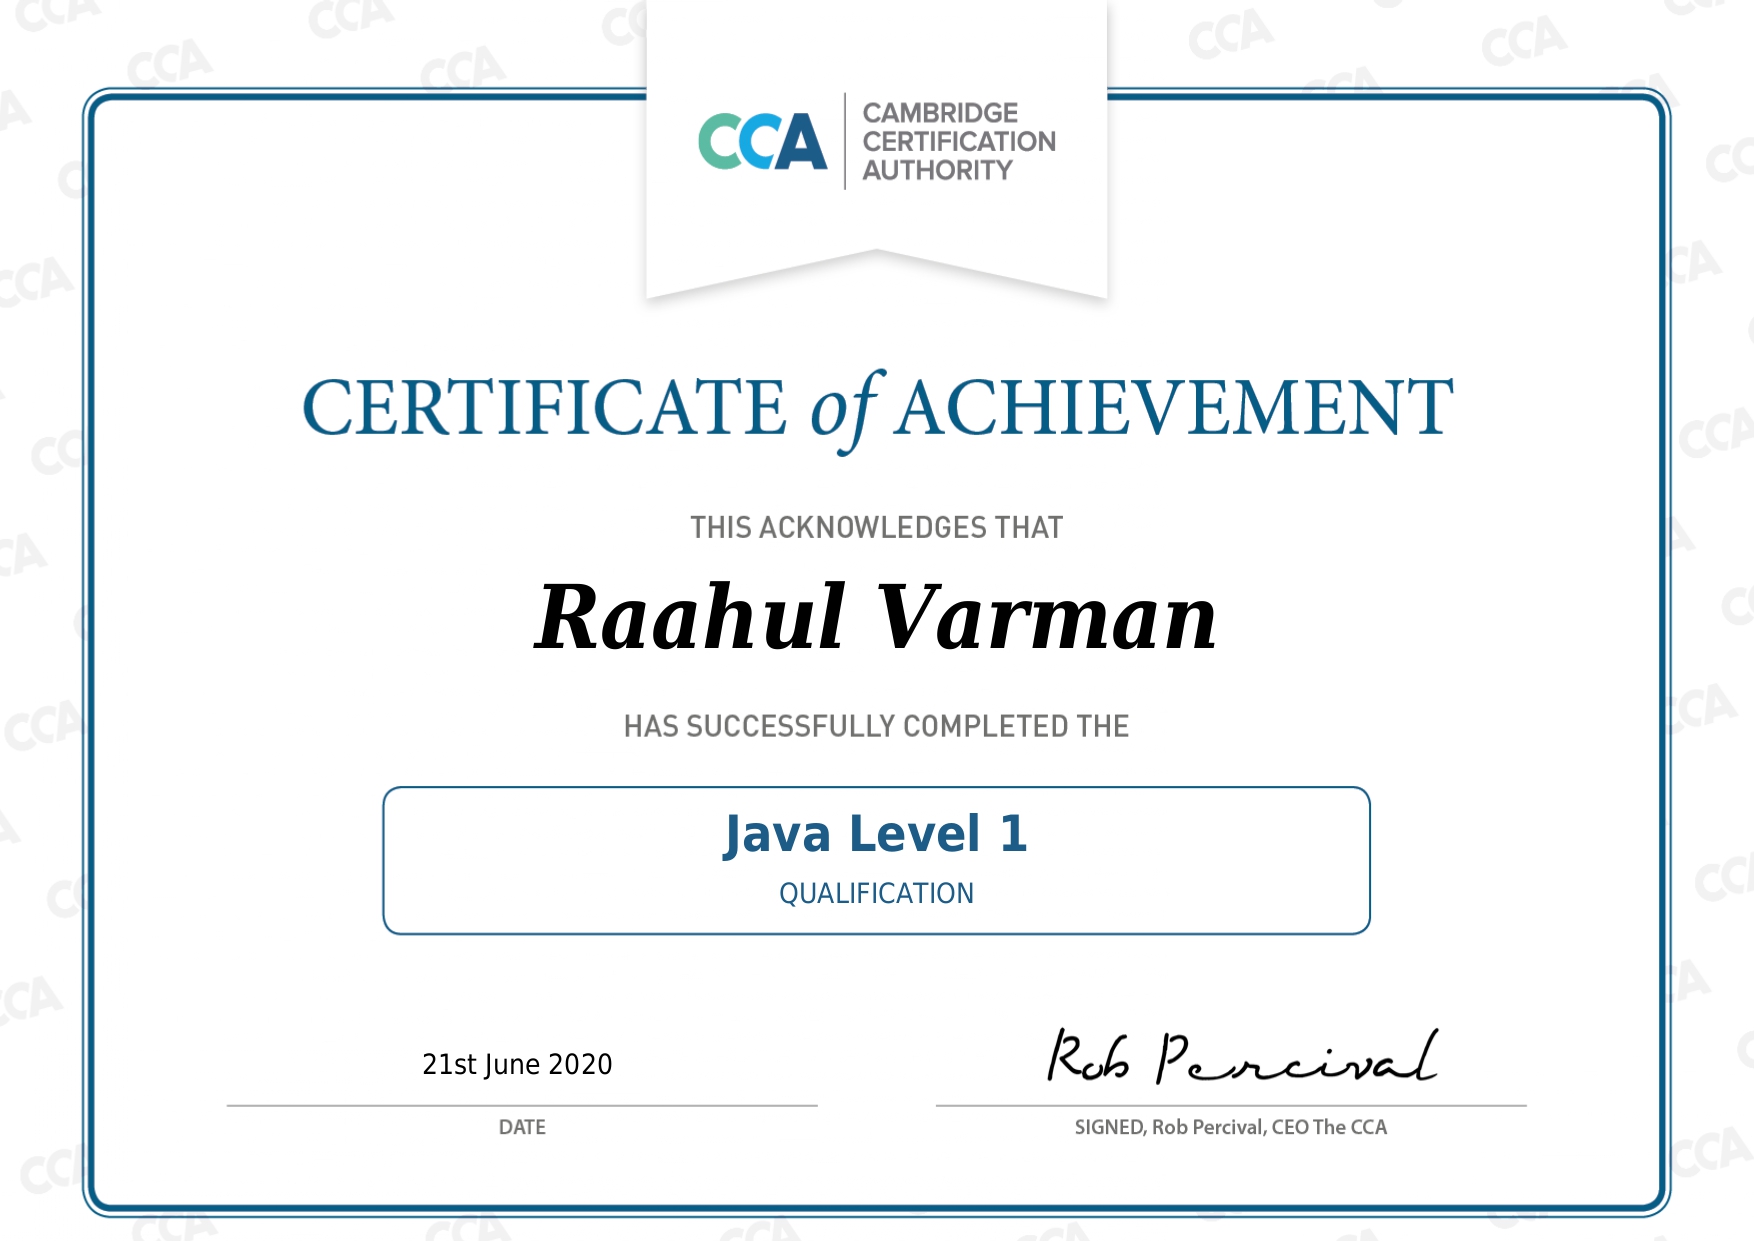 CCA
CAMBRIDGE
CERTIFICATION
AUTHORITY
CERTIFICATE of ACHIEVEMENT
THIS ACKNOWLEDGES THAT
Raahul Varman
HAS SUCCESSFULLY COMPLETED THE
Java Level 1
QUALIFICATION
21st June 2020
Rob Percival
DATE
SIGNED, Rob Percival, CEO The CCA